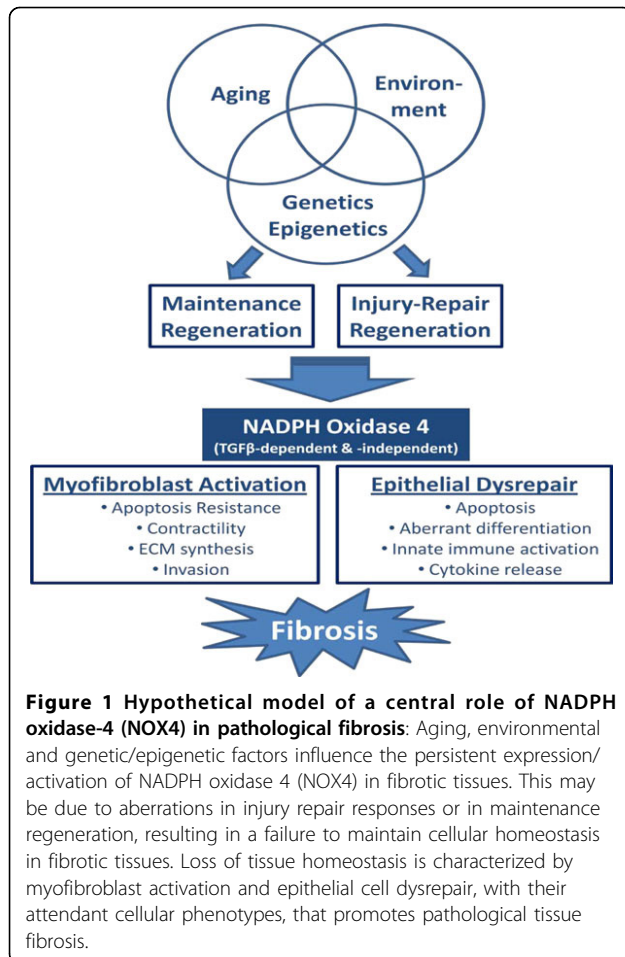 Aging
Environ-
ment
Genetics
Epigenetics
Maintenance
Regeneration
Injury-Repair
Regeneration
NADPH Oxidase 4
(TGFβ-dependent & -independent)
Myofibroblast Activation
• Apoptosis Resistance
• Contractility
• ECM synthesis
• Invasion
Epithelial Dysrepair
• Apoptosis
• Aberrant differentiation
• Innate immune activation
• Cytokine release
Fibrosis
Figure 1 Hypothetical model of a central role of NADPH
oxidase-4 (NOX4) in pathological fibrosis: Aging, environmental
and genetic/epigenetic factors influence the persistent expression/
activation of NADPH oxidase 4 (NOX4) in fibrotic tissues. This may
be due to aberrations in injury repair responses or in maintenance
regeneration, resulting in a failure to maintain cellular homeostasis
in fibrotic tissues. Loss of tissue homeostasis is characterized by
myofibroblast activation and epithelial cell dysrepair, with their
attendant cellular phenotypes, that promotes pathological tissue
fibrosis.